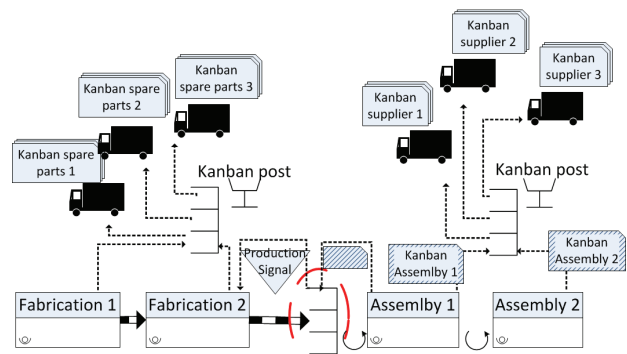 Kanban
supplier 2
Kanban
spare parts 3
Kanban
supplier 3
Kanban spare
parts 2
Kanban
supplier 1
Kanban spare
parts 1
Kanban post
Kanban post
Production
Signal
Kanban
Assemlby 1
Kanban
Assembly 2
Fabrication 1
Fabrication 2
Assemlby 1
Assembly 2